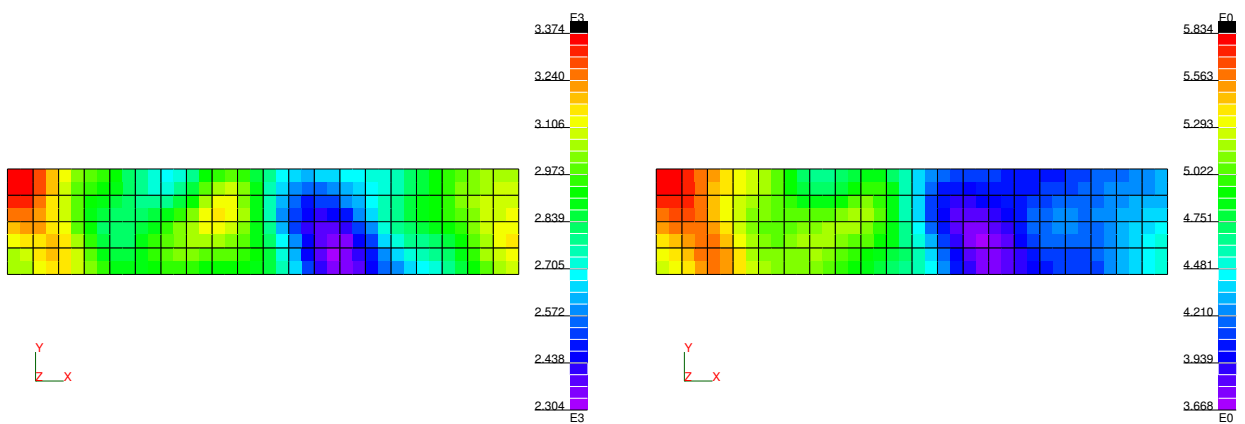 E3
3.374
3.240
3.106
2.973
2.839
2.705
2.572
2.438
2.304
E3
Y
Z X
E0
5.834
5.563
5.293
5.022
4.751
4.481
4.210
3.939
3.668
E0
Y
Z X